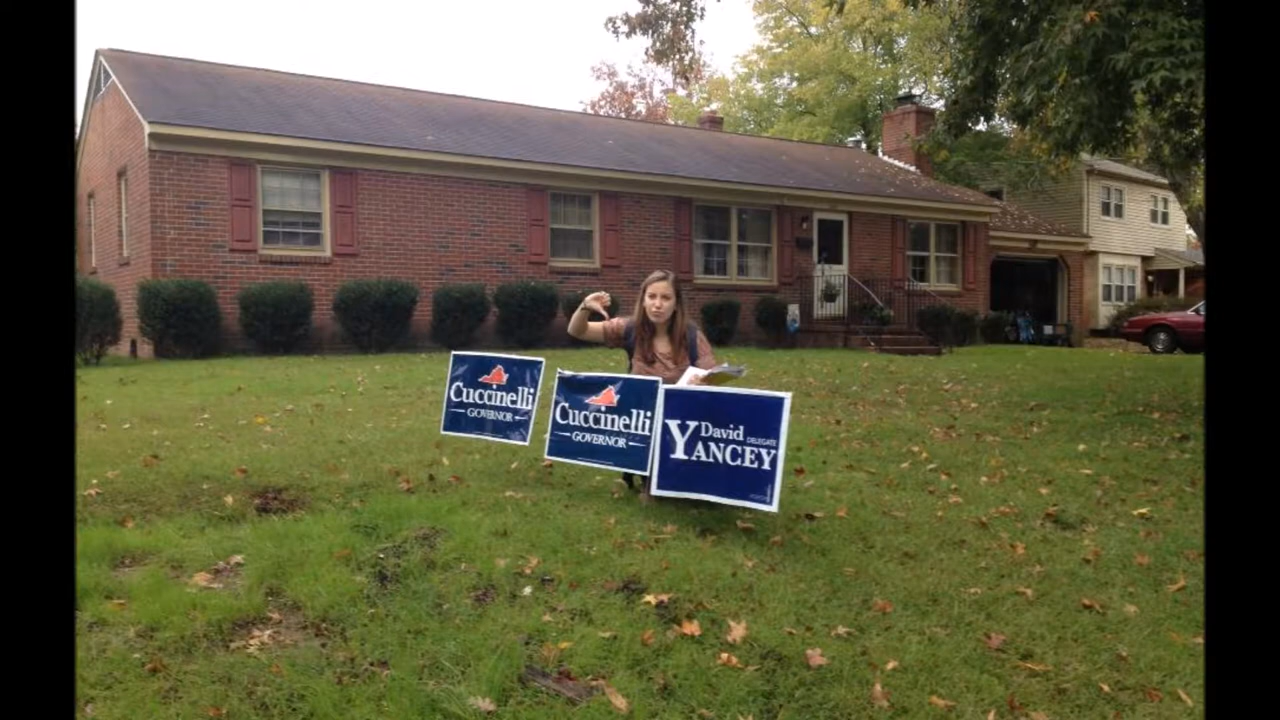 Cuccinelli
GOVERNOR
Cuccinelli
GOVERNOR
David DELEGATE
YANCEY